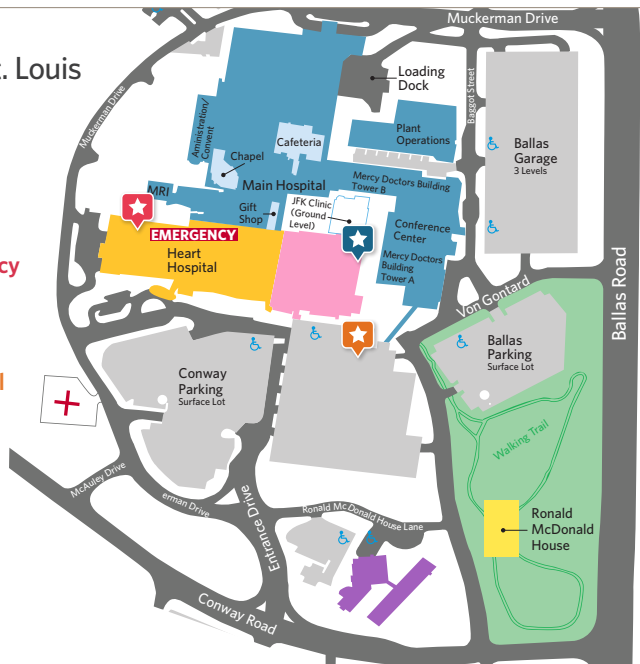 Muckerman Drive
t. Louis
Loading
Dock
Baggot Street
Muckerman Drive
Aministration/
Convent
Plant
Operations
Cafeteria
Ballas
Garage
3 Levels
Chapel
Main Hospital
Mercy Doctors Building
Tower B
MRI
Gift
Shop
JFK Clinic
(Ground
Level)
Conference
Center
EMERGENCY
Heart
Hospital
Mercy Doctors
Building
Tower A
cy
Von Gontard
Ballas Road
Ballas
Parking
Surface Lot
l
Conway
Parking
Surface Lot
Walking Trail
McAuley Drive
erman Drive
Entrance Drive
Ronald McDonald House Lane
Ronald
McDonald
House
Conway Road